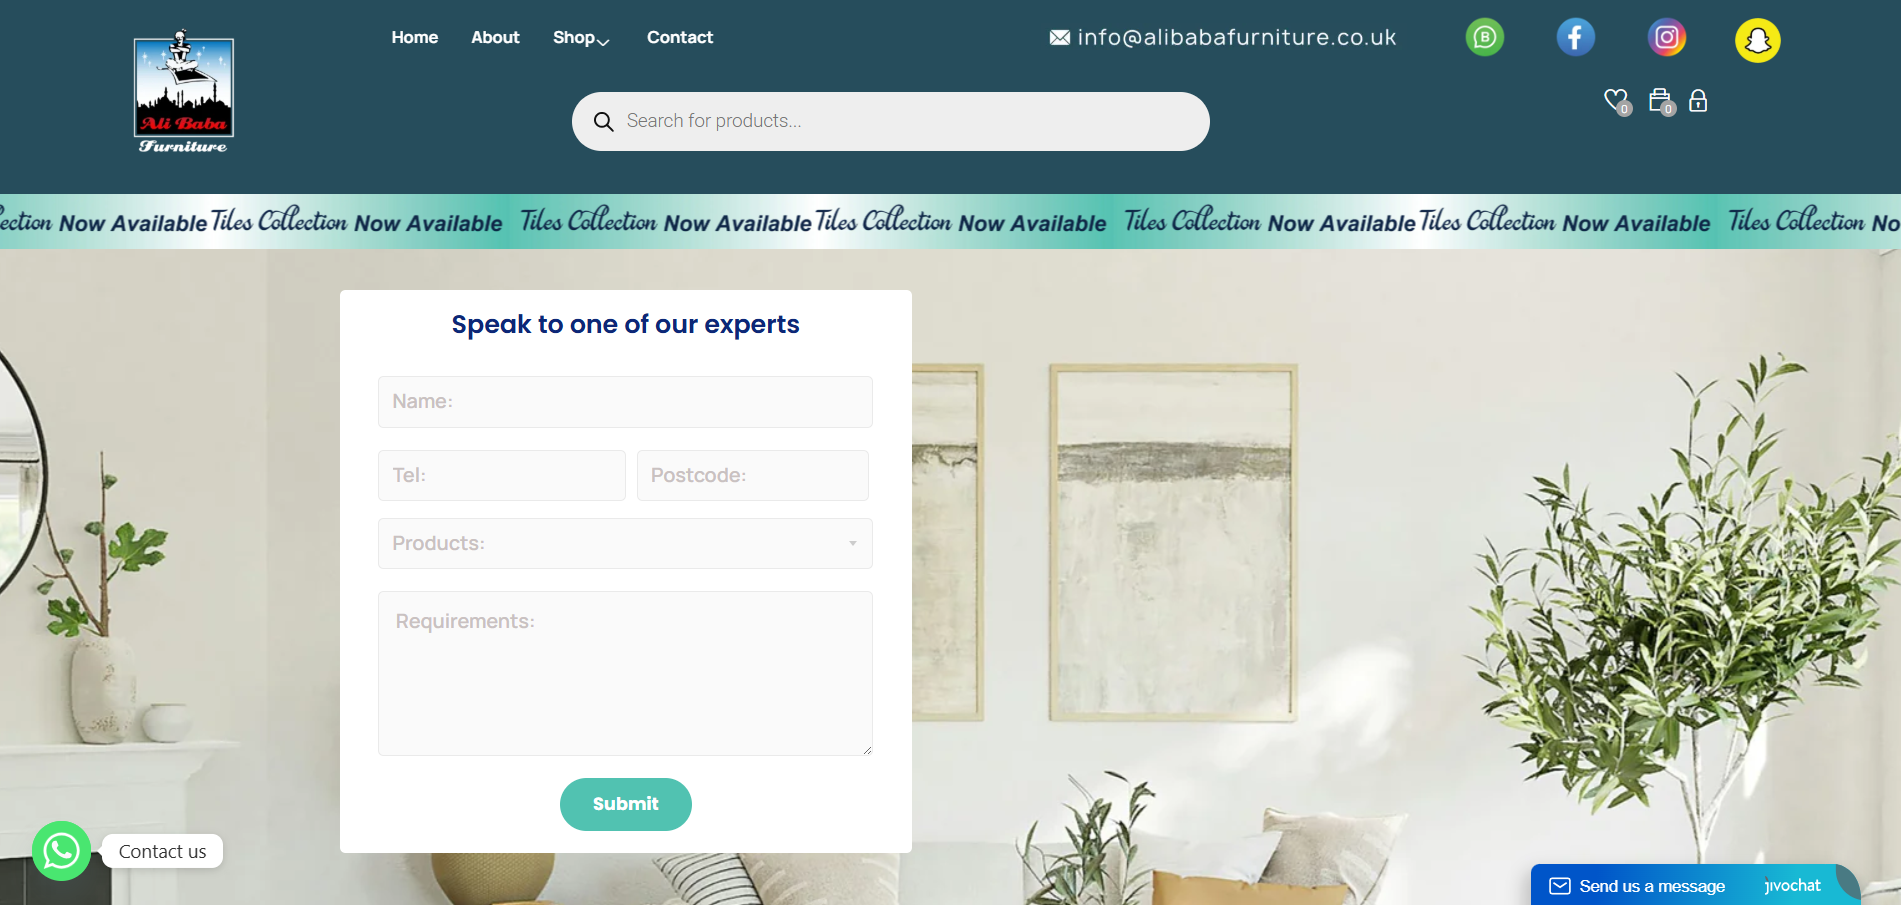 Home About Shop Contact
info@alibabafurniture.co.uk
B
Ali Baba
Furniture
Search for products...
0 0
ection Now Available Tiles Collection Now Available Tiles Collection Now Available Tiles Collection Now Available Tiles Collection Now Available Tiles Collection Now Available Tiles Collection No
Speak to one of our experts
Name:
Tel: Postcode:
Products:
Requirements:
Submit
Contact us
Send us a message jivochat